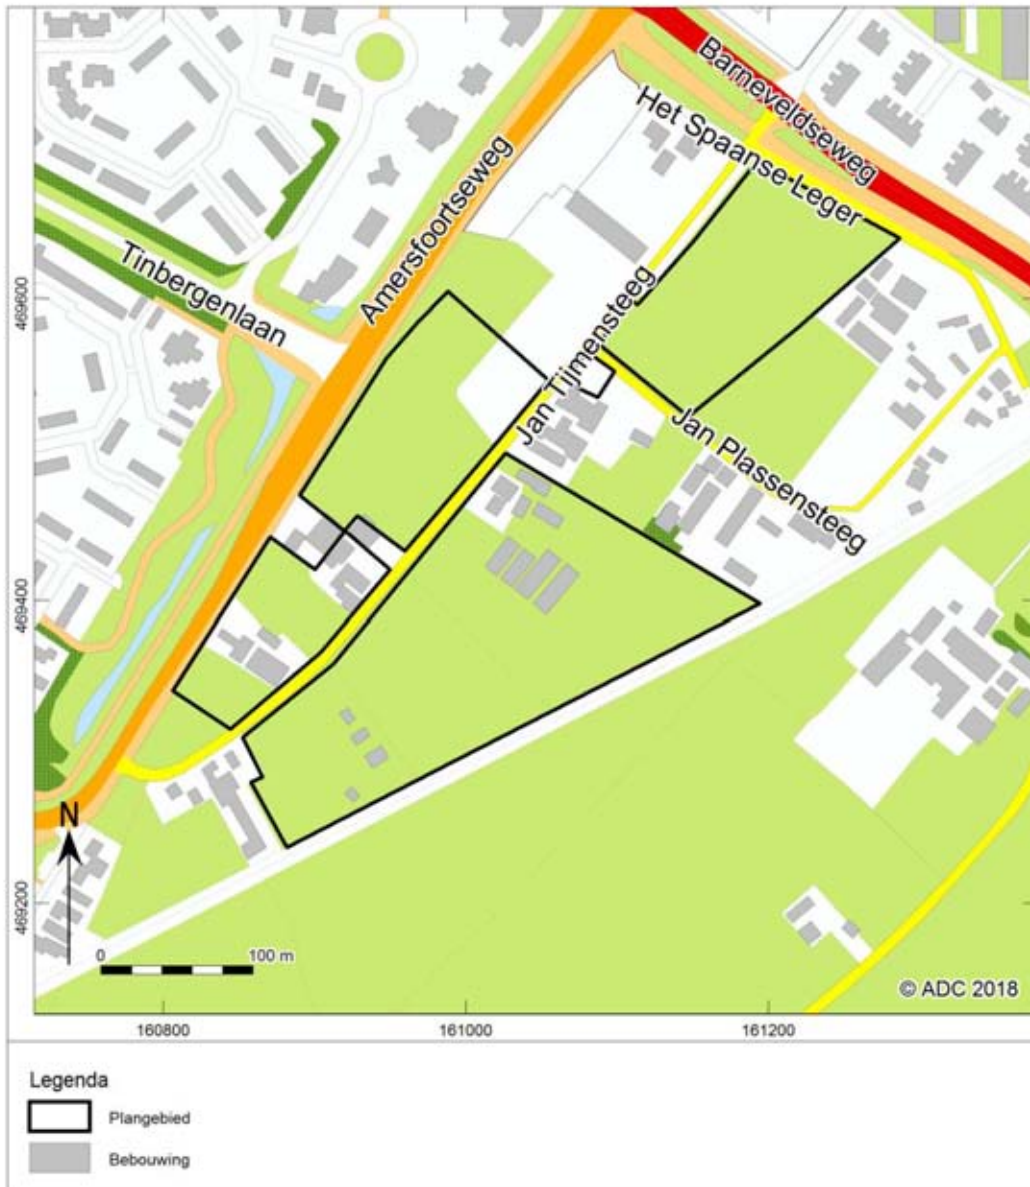 Barneveldseweg
Het Spaanse Leger
Amersfoortseweg
Tinbergenlaan
Jan Tijmensteeg
Jan Plassensteeg
469600
469400
469200
N
0 100 m
© ADC 2018
160800 161000 161200
Legenda
Plangebied
Bebouwing